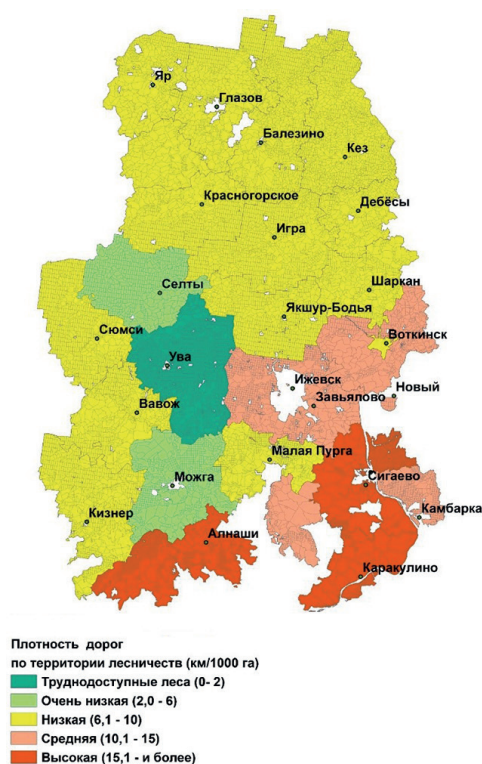 Яр
Глазов
Балезино
Кез
Красногорское
Дебёсы
Игра
Селты
Шаркан
Якшур-Бодья
Сюмси
Воткинск
Ува
Ижевск
Новый
Завьялово
Вавож
Малая Пурга
Можга
Сигаево
Кизнер
Камбарка
Алнаши
Каракулино
Плотность дорог
по территории лесничеств (км/1000 га)
Труднодоступные леса (0- 2)
Очень низкая (2,0 - 6)
Низкая (6,1 - 10)
Средняя (10,1 - 15)
Высокая (15,1 - и более)